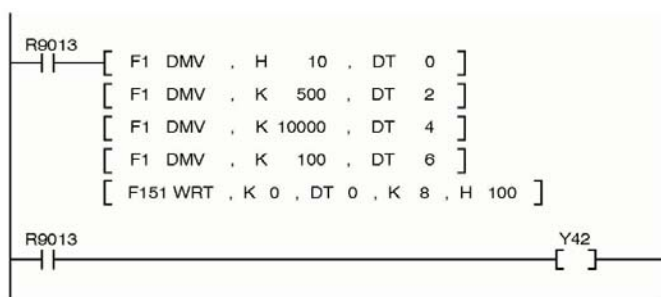 R9013
F1 DMV , H 10 , DT 0
F1 DMV , K 500 , DT 2
F1 DMV , K 10000 , DT 4
F1 DMV , K 100 , DT 6
F151 WRT , K 0 , DT 0 , K 8 , H 100
R9013 Y42